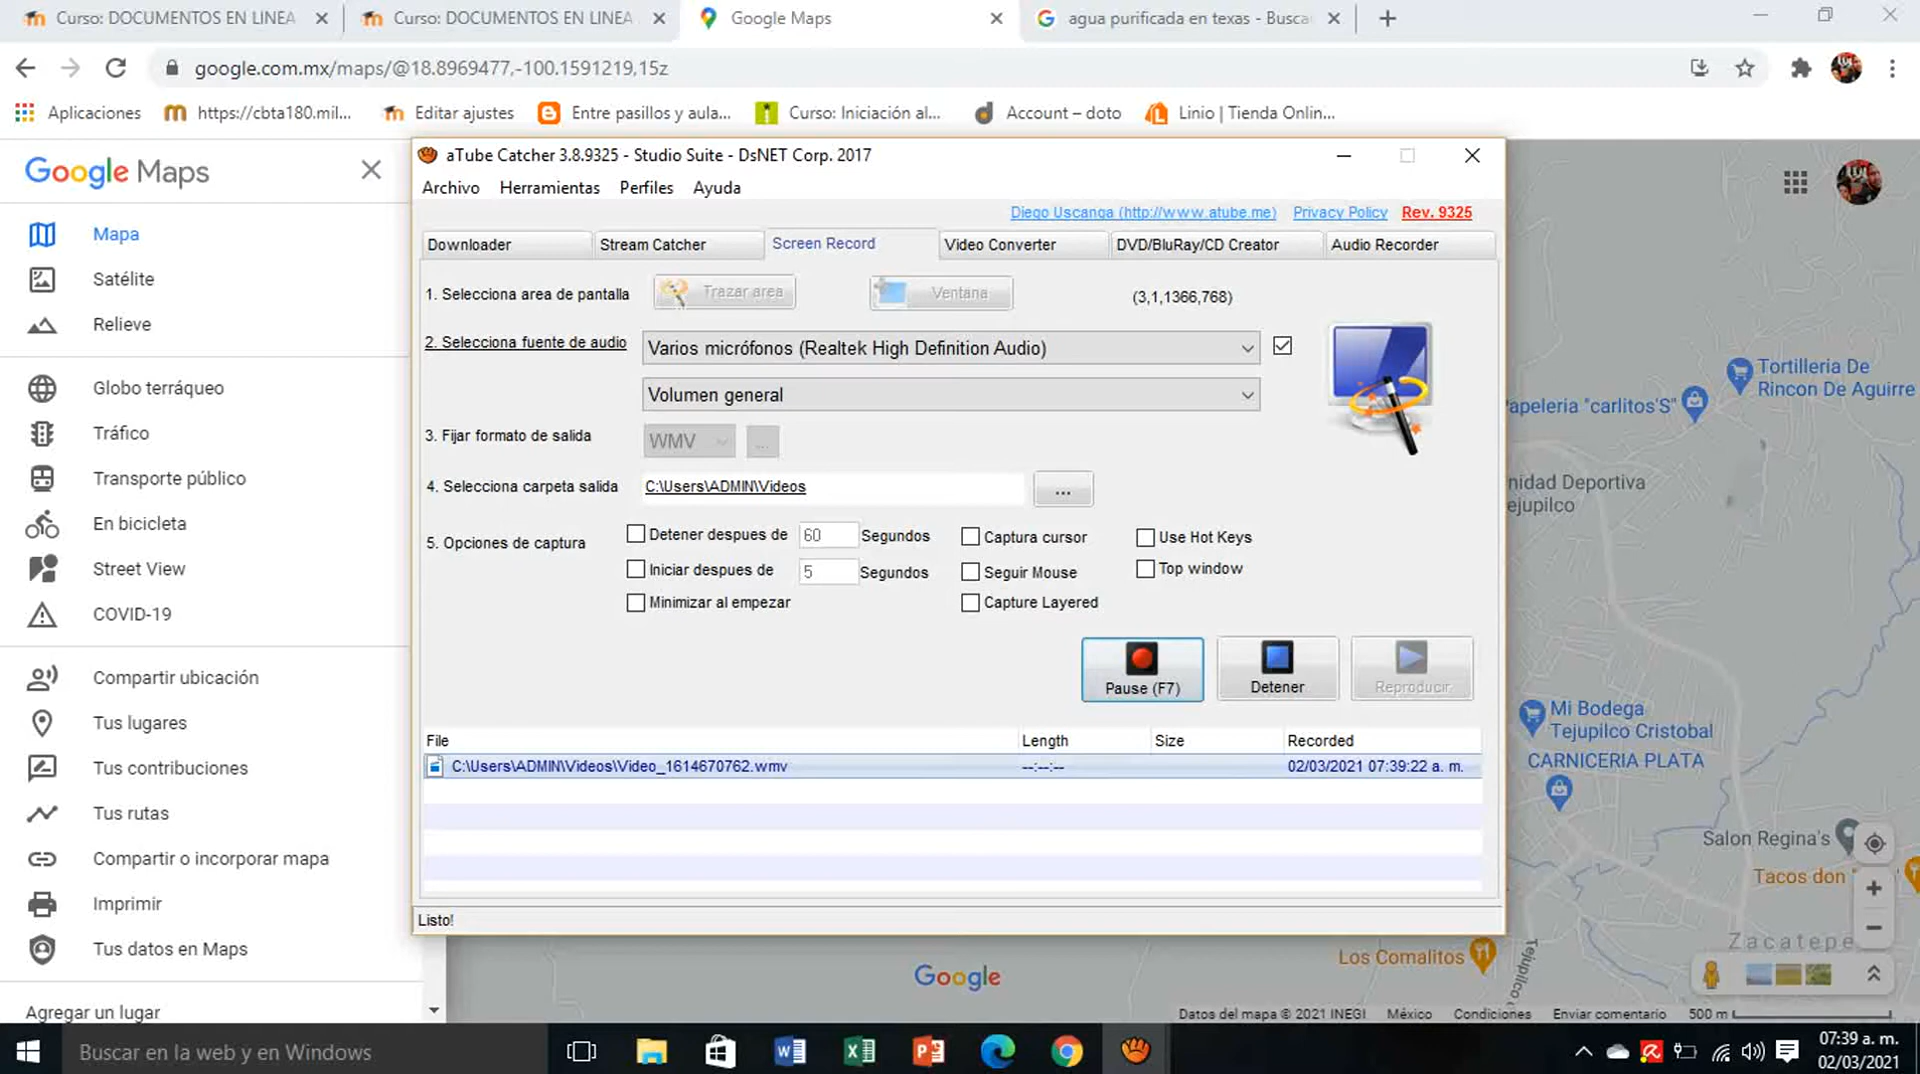 Curso: DOCUMENTOS EN LINEA
Curso: DOCUMENTOS EN LINEA
Google Maps
agua purificada en texas - Busca
google.com.mx/maps/@18.8969477,-100.1591219,15z
Aplicaciones
https://cbta180.mil...
Editar ajustes
Entre pasillos y aula...
Curso: Iniciación al...
Account – doto
Linio | Tienda Onlin...
Google Maps
Mapa
Satélite
Relieve
Globo terráqueo
Tráfico
Transporte público
En bicicleta
Street View
COVID-19
Compartir ubicación
Tus lugares
Tus contribuciones
Tus rutas
Compartir o incorporar mapa
Imprimir
Tus datos en Maps
Agregar un lugar
aTube Catcher 3.8.9325 - Studio Suite - DsNET Corp. 2017
Archivo Herramientas Perfiles Ayuda
Diego Uscanga (http://www.atube.me) Privacy Policy Rev. 9325
Downloader Stream Catcher Screen Record Video Converter DVD/BluRay/CD Creator Audio Recorder
1. Selecciona area de pantalla Trazar area Ventana (3,1,1366,768)
2. Selecciona fuente de audio Varios micrófonos (Realtek High Definition Audio)
Volumen general
3. Fijar formato de salida WMV ...
4. Selecciona carpeta salida C:\Users\ADMIN\Videos ...
5. Opciones de captura
Detener despues de 60 Segundos Captura cursor Use Hot Keys
Iniciar despues de 5 Segundos Seguir Mouse Top window
Minimizar al empezar Capture Layered
Pause (F7) Detener Reproducir
File Length Size Recorded
C:\Users\ADMIN\Videos\Video_1614670762.wmv --:--:-- 02/03/2021 07:39:22 a. m.
Listo!
Tortilleria De
Rincon De Aguirre
apeleria "carlitos'S"
nidad Deportiva
ejupilco
Mi Bodega
Tejupilco Cristobal
CARNICERIA PLATA
Salon Regina's
Tacos don "
Zacatepe
Los Comalitos
Tejupilco
Google
Datos del mapa © 2021 INEGI México Condiciones Enviar comentario 500 m
Buscar en la web y en Windows
07:39 a. m.
02/03/2021